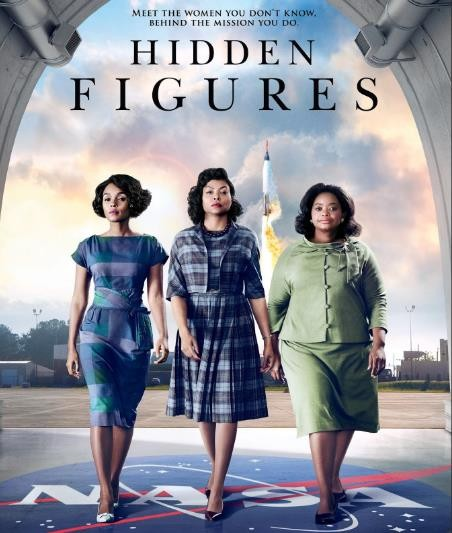 MEET THE WOMEN YOU DON'T KNOW,
BEHIND THE MISSION YOU DO.
HIDDEN
FIGURES
NASA